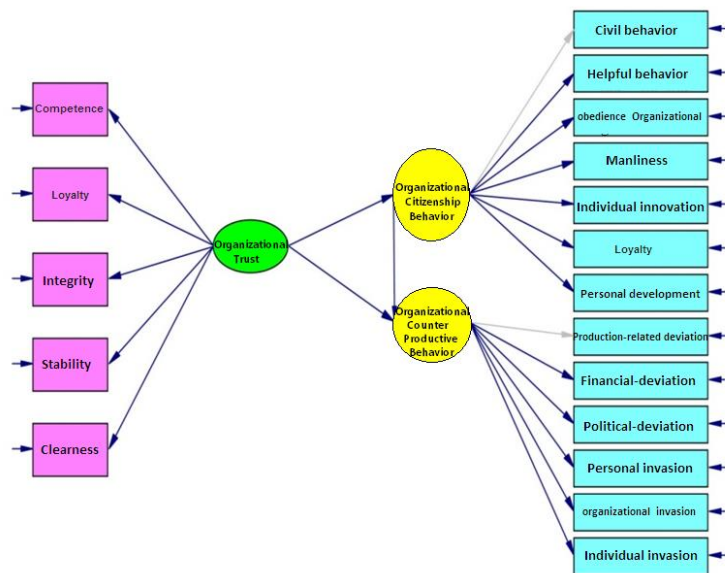 Competence
Loyalty
Integrity
Stability
Clearness
Organizational
Trust
Organizational
Citizenship
Behavior
Organizational
Counter
Productive
Behavior
Civil behavior
Helpful behavior
obedience Organizational
Manliness
Individual innovation
Loyalty
Personal development
Production-related deviation
Financial-deviation
Political-deviation
Personal invasion
organizational invasion
Individual invasion